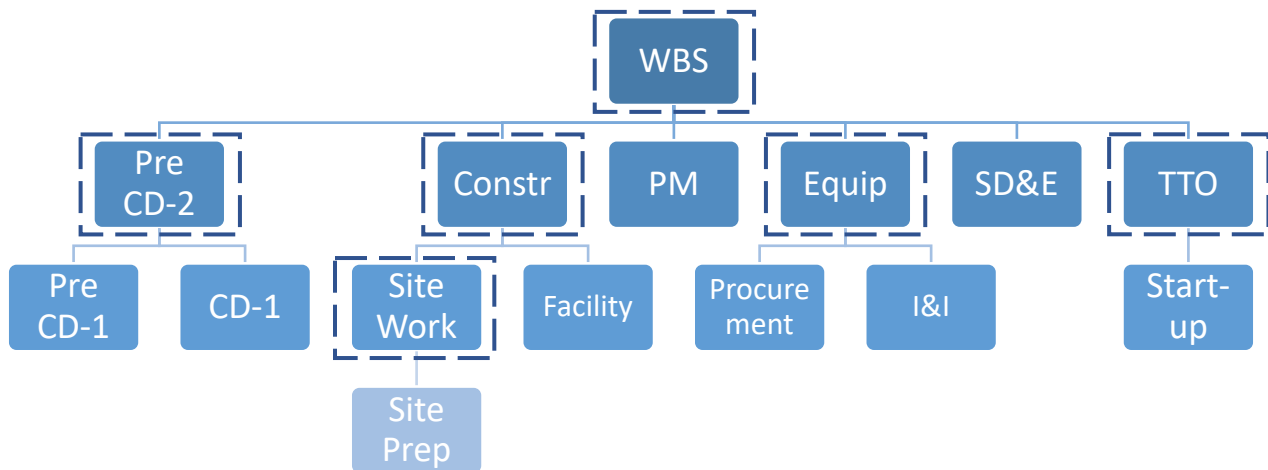 WBS
Pre
CD-2
Constr
PM
Equip
SD&E
TTO
Pre
CD-1
CD-1
Site
Work
Facility
Procure
ment
I&I
Start-
up
Site
Prep